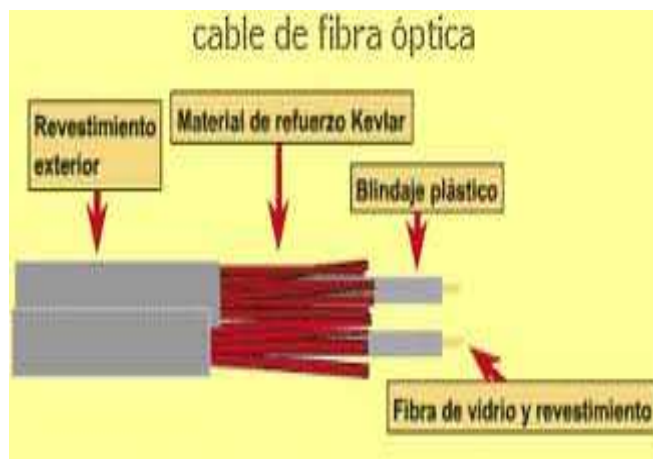 cable de fibra óptica
Revestimiento
exterior
Material de refuerzo Kevlar
Blindaje plástico
Fibra de vidrio y revestimiento